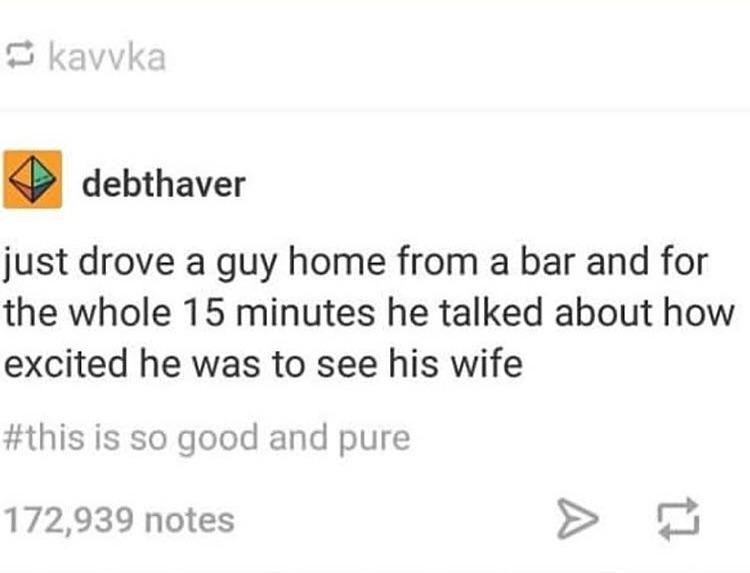 kavvka
debthaver
just drove a guy home from a bar and for
the whole 15 minutes he talked about how
excited he was to see his wife
#this is so good and pure
172,939 notes